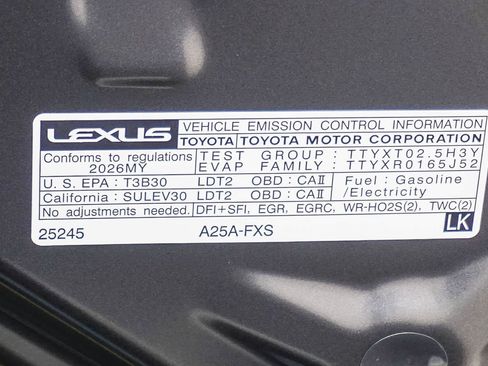 LEXUS VEHICLE EMISSION CONTROL INFORMATION
TOYOTA TOYOTA MOTOR CORPORATION
Conforms to regulations TEST GROUP : TTYXT02.5H3Y
2026MY EVAP FAMILY : TTYXR0165J52
U. S. EPA : T3B30 LDT2 OBD : CAII Fuel : Gasoline
California : SULEV30 LDT2 OBD : CAII /Electricity
No adjustments needed. DFI+SFI, EGR, EGRC, WR-HO2S(2), TWC(2)
25245 A25A-FXS LK